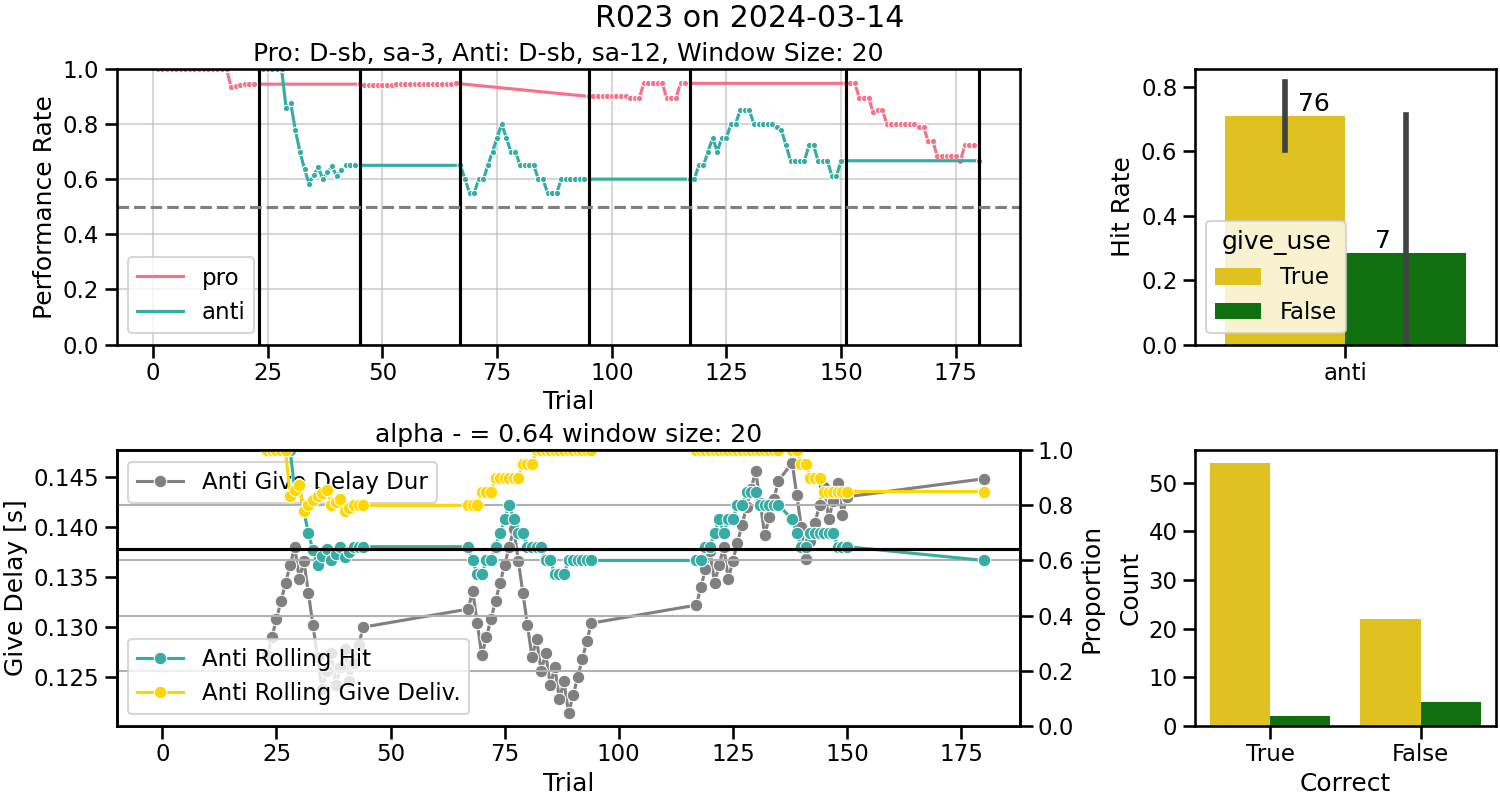 R023 on 2024-03-14
Pro: D-sb, sa-3, Anti: D-sb, sa-12, Window Size: 20
Performance Rate
1.0
0.8
0.6
0.4
0.2
0.0
pro
anti
0 25 50 75 100 125 150 175
Trial
Hit Rate
0.8
0.6
0.4
0.2
0.0
76
7
give_use
True
False
anti
alpha - = 0.64 window size: 20
Give Delay [s]
0.145
0.140
0.135
0.130
0.125
Anti Give Delay Dur
Anti Rolling Hit
Anti Rolling Give Deliv.
1.0
0.8
0.6
0.4
0.2
0.0
Proportion
0 25 50 75 100 125 150 175
Trial
Count
50
40
30
20
10
0
True False
Correct